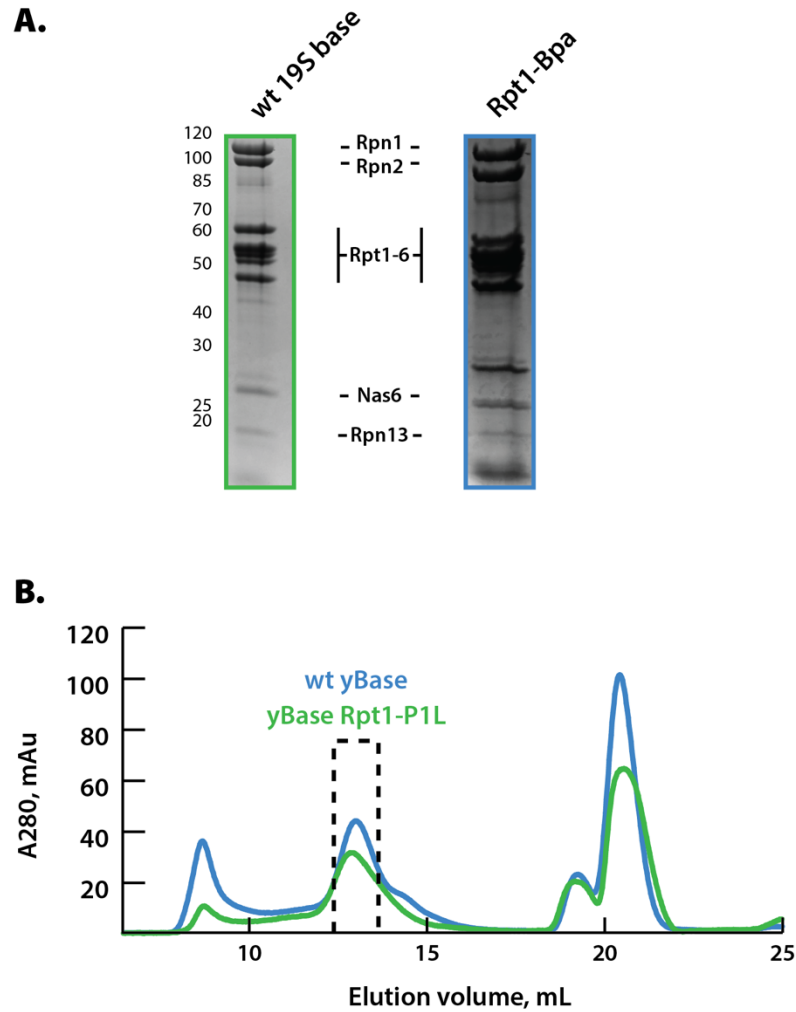 A.
wt 19S base
Rpt1-Bpa
120
100
85
70
60
50
40
30
25
20
Rpn1
Rpn2
Rpt1-6
Nas6
Rpn13
B.
120
100
80
60
40
20
A280, mAu
wt yBase
yBase Rpt1-P1L
10 15 20 25
Elution volume, mL